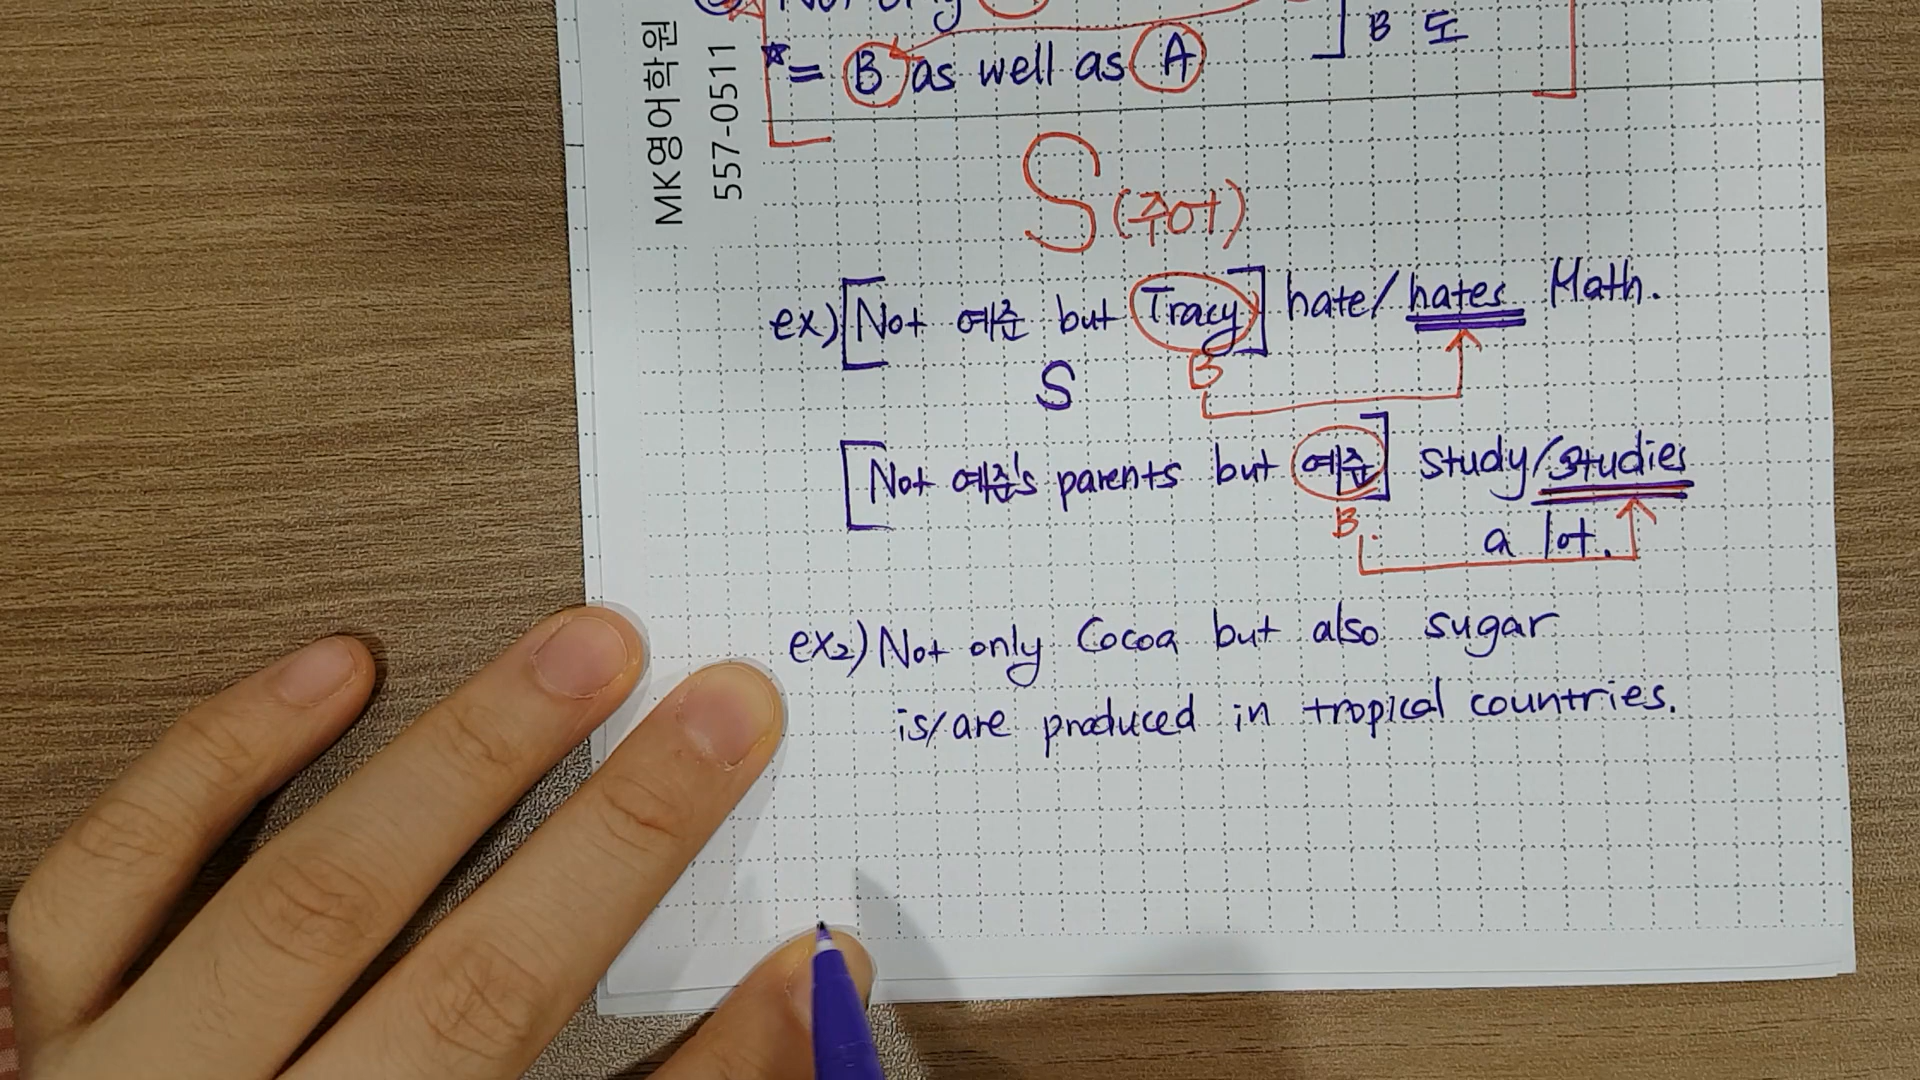 MK영어학원
557-0511
Not only
B 도
*= B as well as A
S (주어)
ex) [Not 예준 but Tracy] hate/hates Math.
S
B
[Not 예준's parents but 예준] study/studies
B
a lot.
ex2) Not only Cocoa but also sugar
is/are produced in tropical countries.